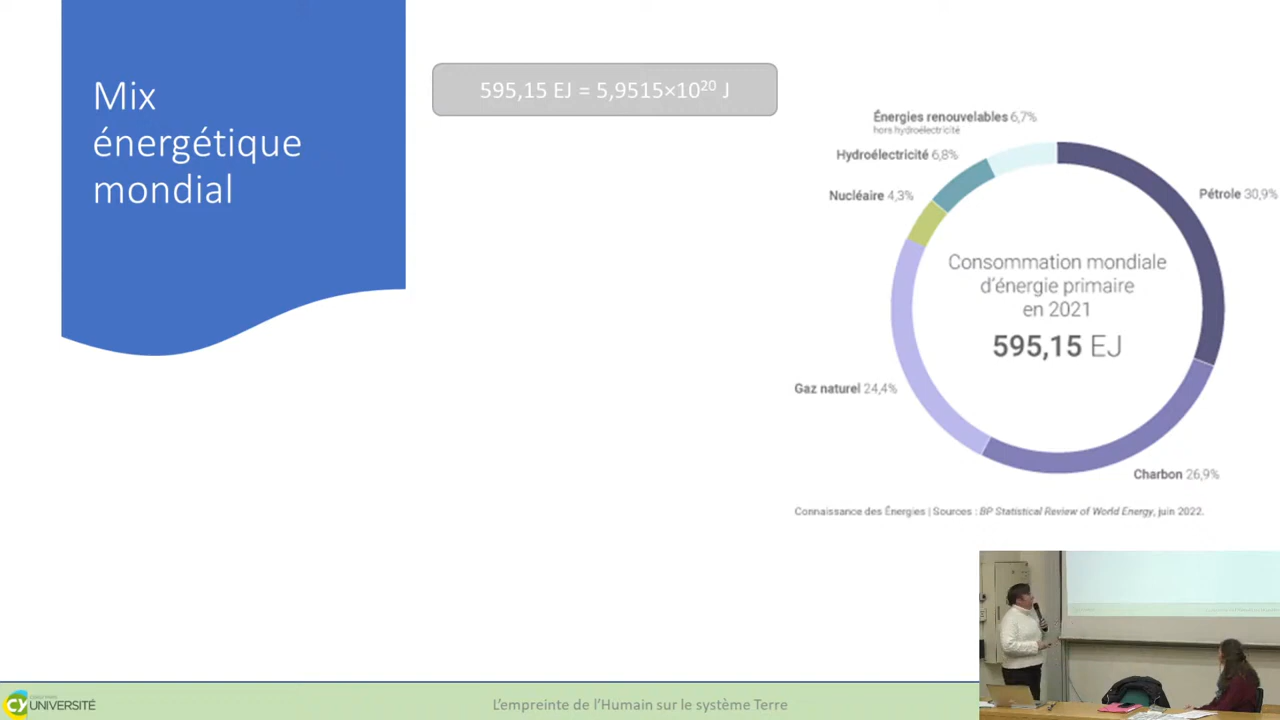 Mix
énergétique
mondial
595,15 EJ = 5,9515×10²⁰ J
Énergies renouvelables 6,7%
hors hydroélectricité
Hydroélectricité 6,8%
Nucléaire 4,3%
Pétrole 30,9%
Consommation mondiale
d'énergie primaire
en 2021
595,15 EJ
Gaz naturel 24,4%
Charbon 26,9%
Connaissance des Énergies | Sources : BP Statistical Review of World Energy, juin 2022.
CY UNIVERSITÉ
L'empreinte de l'Humain sur le système Terre